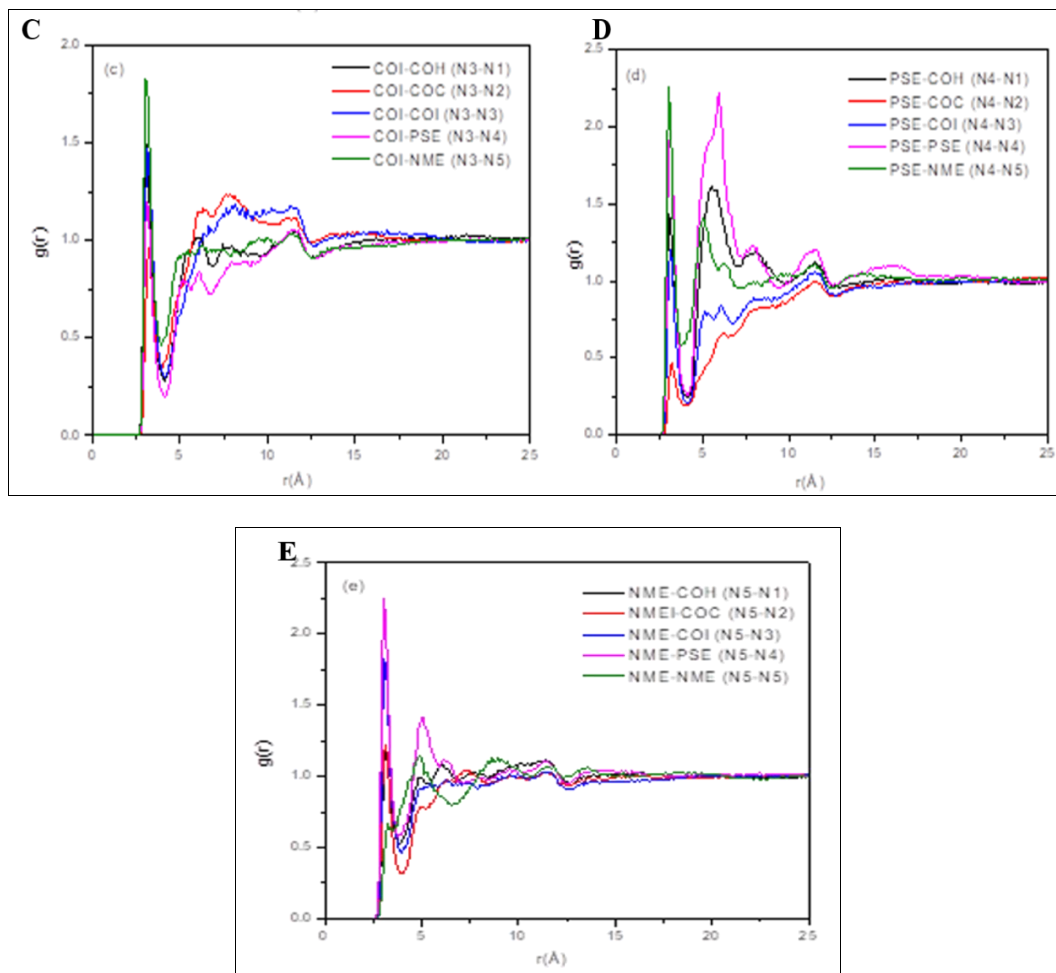 C
D
2.0
1.5
1.0
0.5
0.0
g(r)
(c)
COI-COH (N3-N1)
COI-COC (N3-N2)
COI-COI (N3-N3)
COI-PSE (N3-N4)
COI-NME (N3-N5)
0 5 10 15 20 25
r(Å)
2.5
2.0
1.5
1.0
0.5
0.0
g(r)
(d)
PSE-COH (N4-N1)
PSE-COC (N4-N2)
PSE-COI (N4-N3)
PSE-PSE (N4-N4)
PSE-NME (N4-N5)
0 5 10 15 20 25
r(Å)
E
2.5
2.0
1.5
1.0
0.5
0.0
g(r)
(e)
NME-COH (N5-N1)
NMEI-COC (N5-N2)
NME-COI (N5-N3)
NME-PSE (N5-N4)
NME-NME (N5-N5)
0 5 10 15 20 25
r(Å)